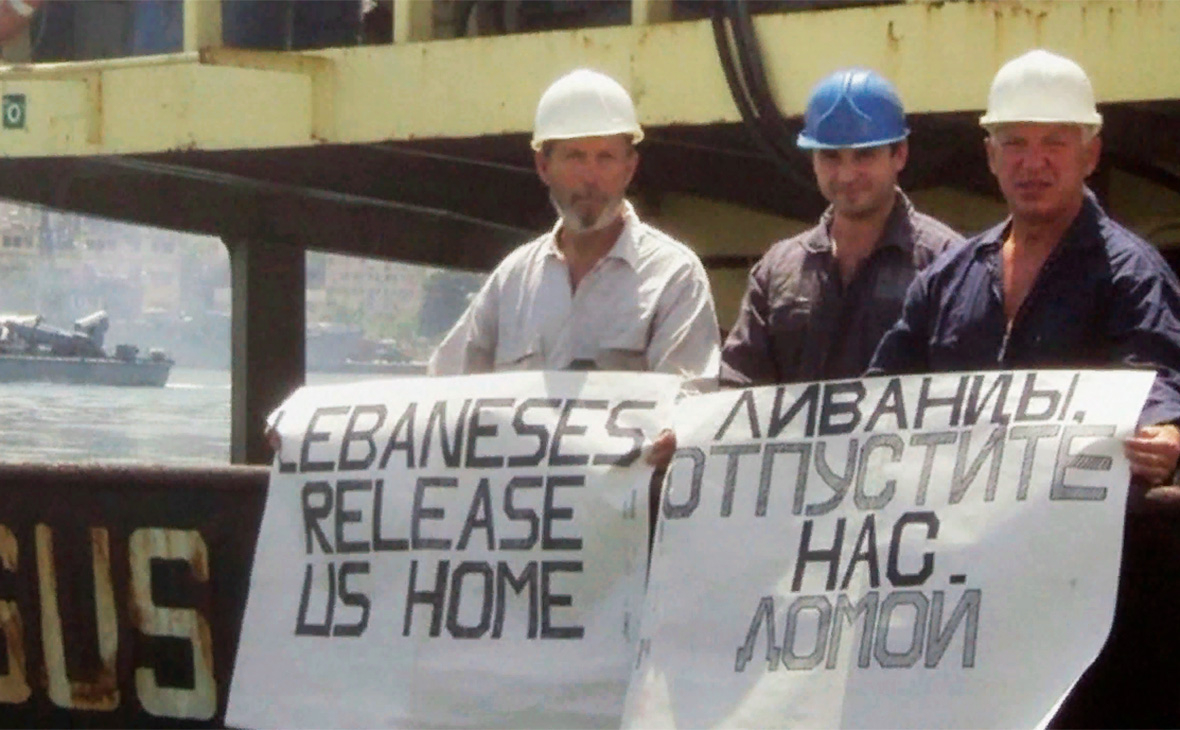 LEBANESES
RELEASE
US HOME
ЛИВАНЦЫ,
ОТПУСТИТЕ
НАС
ДОМОЙ
SUS